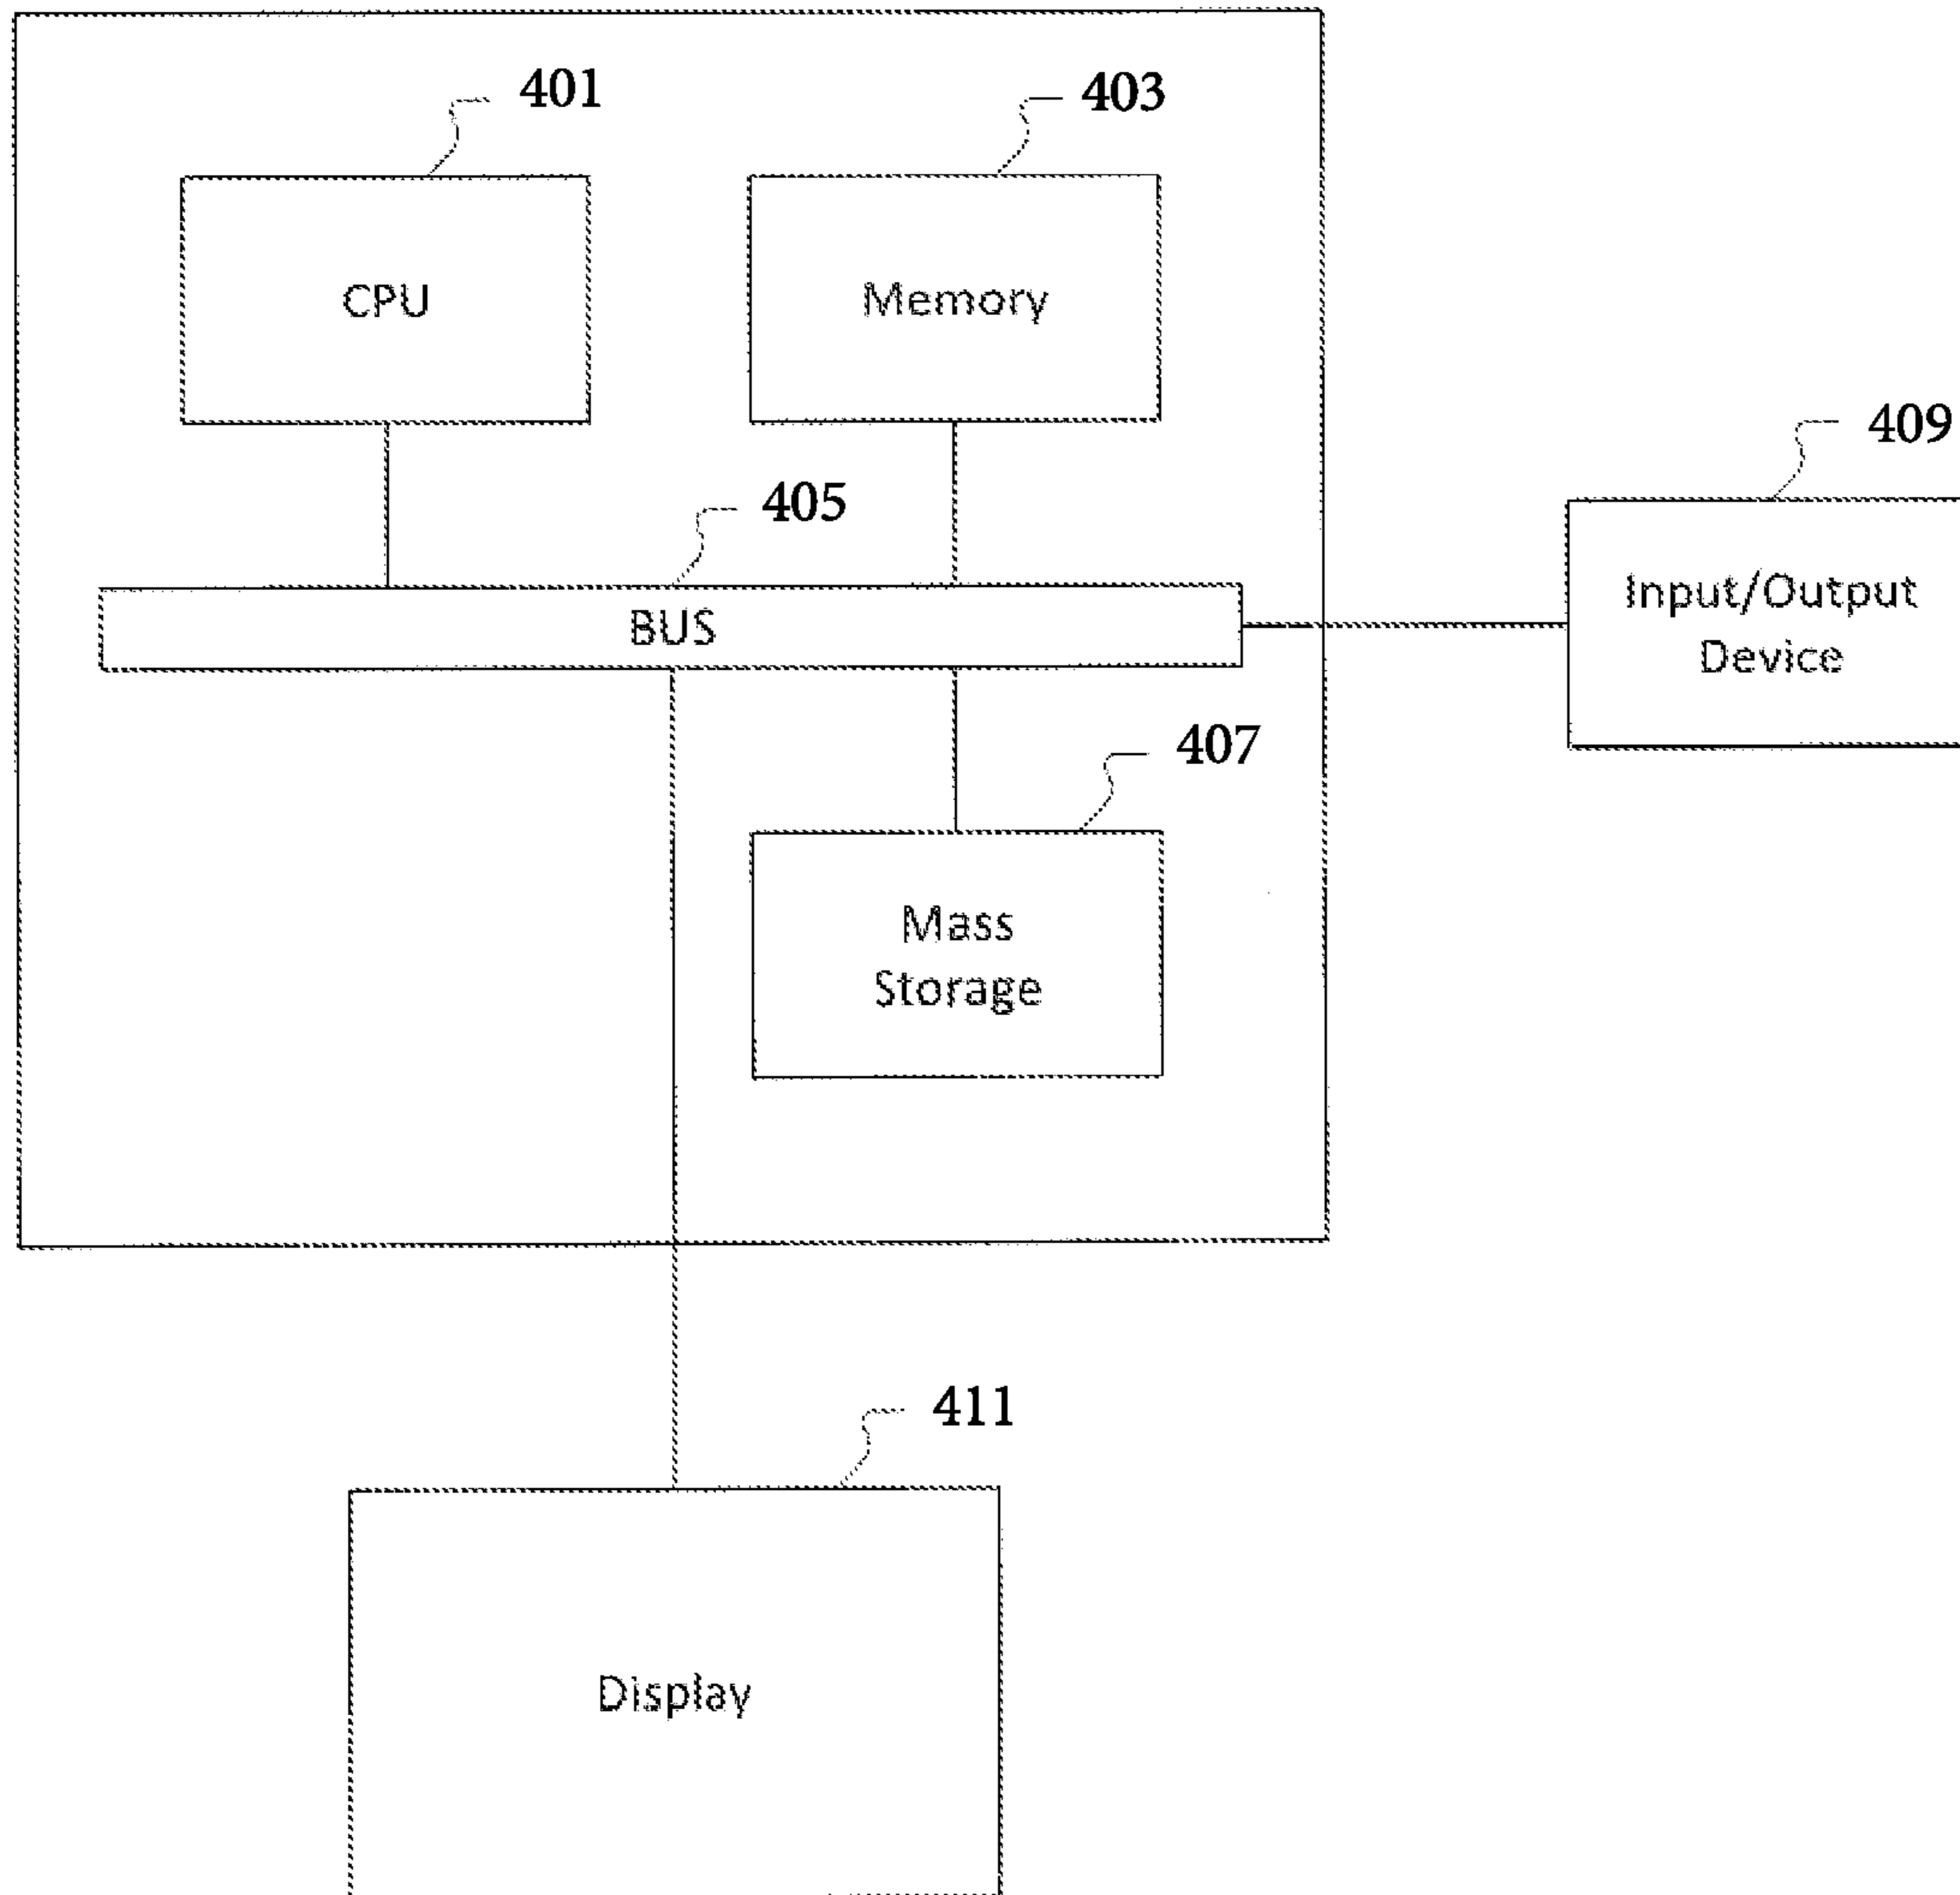 401
403
CPU
Memory
409
405
Input/Output
Device
BUS
407
Mass
Storage
411
Display